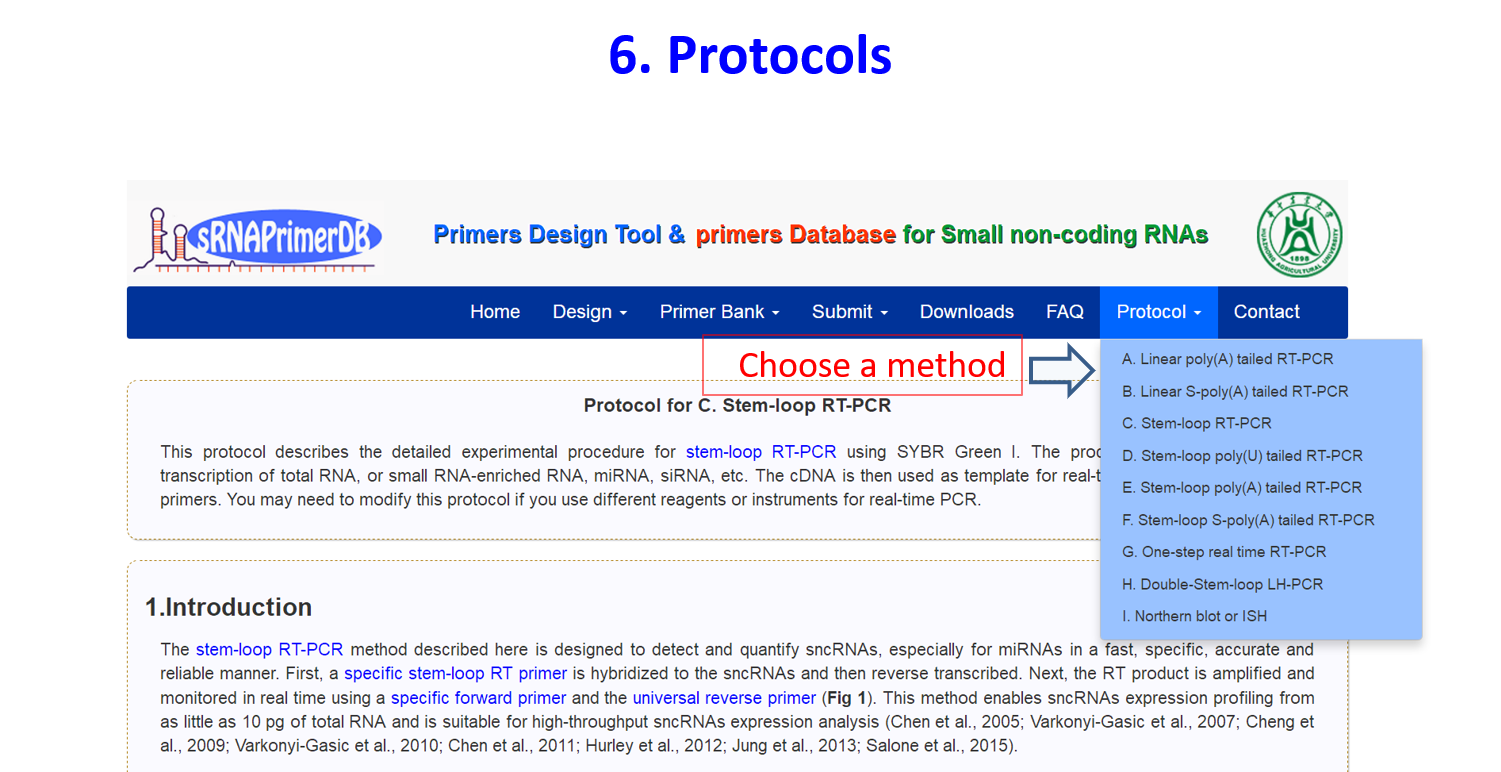 6. Protocols
sRNAPrimerDB
Primers Design Tool & primers Database for Small non-coding RNAs
HUAZHONG AGRICULTURAL UNIVERSITY
1898
Home Design Primer Bank Submit Downloads FAQ Protocol Contact
Choose a method
A. Linear poly(A) tailed RT-PCR
B. Linear S-poly(A) tailed RT-PCR
C. Stem-loop RT-PCR
D. Stem-loop poly(U) tailed RT-PCR
E. Stem-loop poly(A) tailed RT-PCR
F. Stem-loop S-poly(A) tailed RT-PCR
G. One-step real time RT-PCR
H. Double-Stem-loop LH-PCR
I. Northern blot or ISH
Protocol for C. Stem-loop RT-PCR
This protocol describes the detailed experimental procedure for stem-loop RT-PCR using SYBR Green I. The
transcription of total RNA, or small RNA-enriched RNA, miRNA, siRNA, etc. The cDNA is then used as template for
primers. You may need to modify this protocol if you use different reagents or instruments for real-time PCR.
1.Introduction
The stem-loop RT-PCR method described here is designed to detect and quantify sncRNAs, especially for miRNAs in a fast, specific, accurate and
reliable manner. First, a specific stem-loop RT primer is hybridized to the sncRNAs and then reverse transcribed. Next, the RT product is amplified and
monitored in real time using a specific forward primer and the universal reverse primer (Fig 1). This method enables sncRNAs expression profiling from
as little as 10 pg of total RNA and is suitable for high-throughput sncRNAs expression analysis (Chen et al., 2005; Varkonyi-Gasic et al., 2007; Cheng et
al., 2009; Varkonyi-Gasic et al., 2010; Chen et al., 2011; Hurley et al., 2012; Jung et al., 2013; Salone et al., 2015).